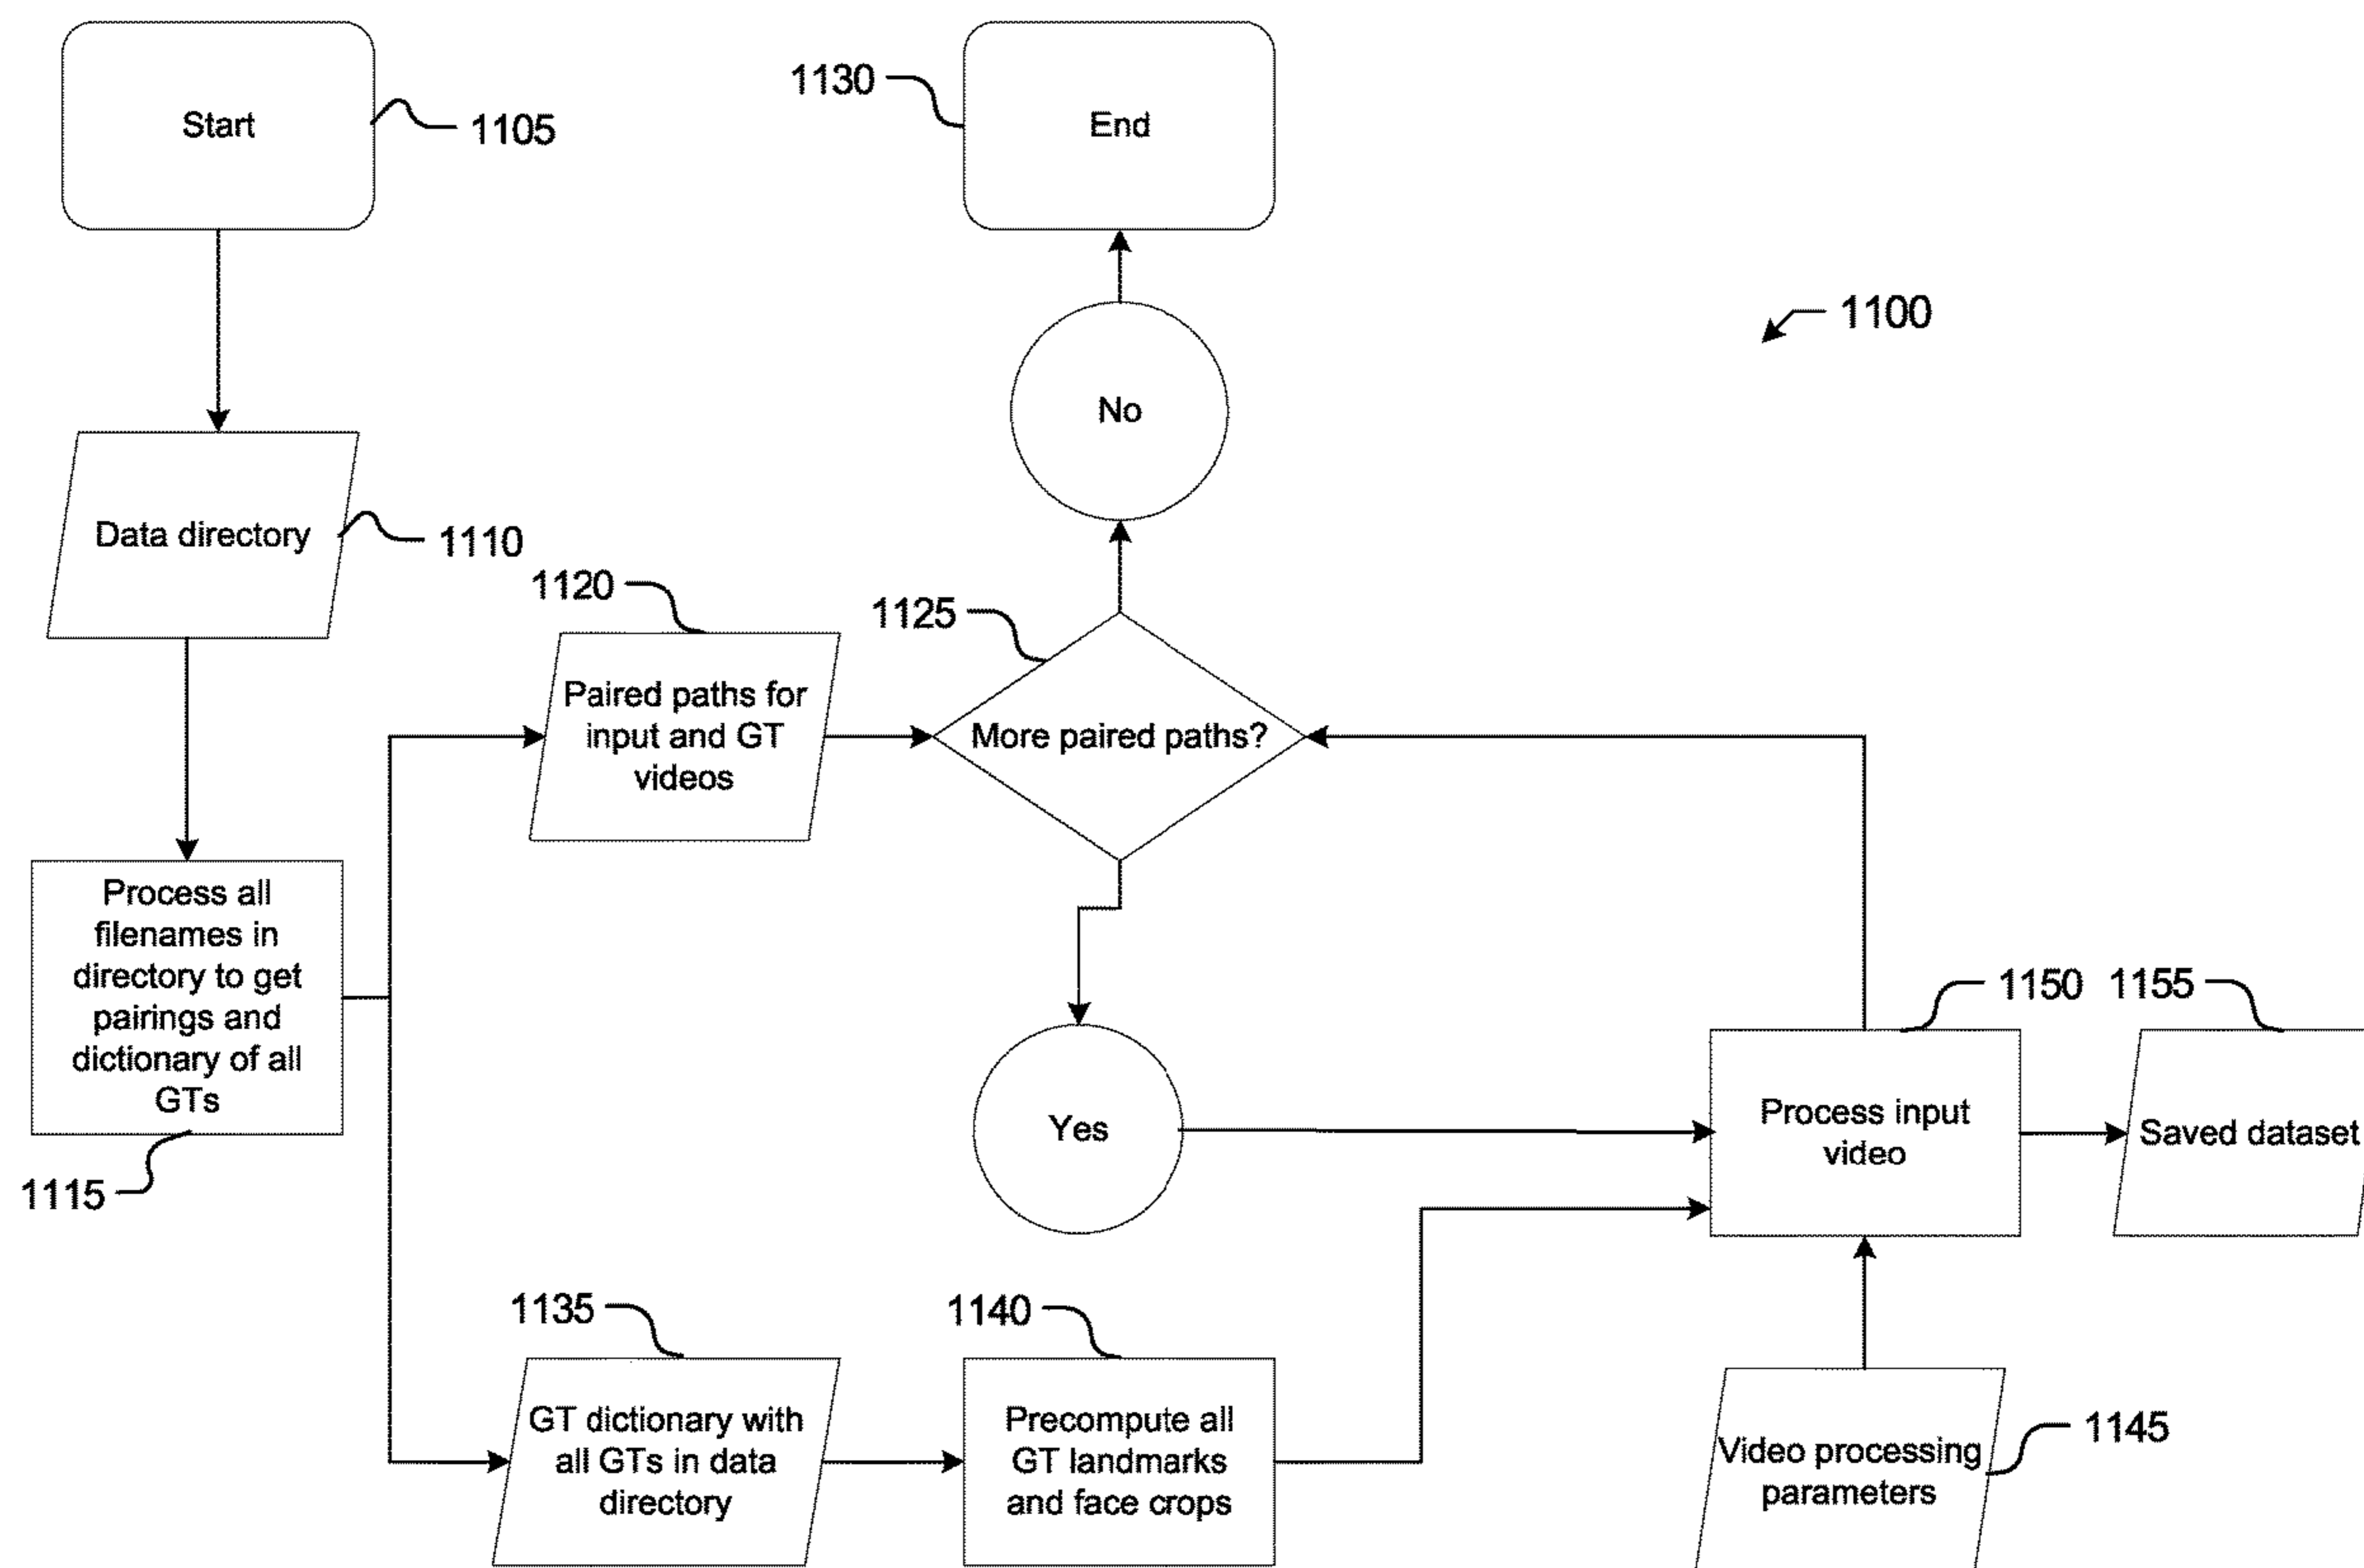 Start
1105
1130
End
1100
No
Data directory
1110
1120
1125
Paired paths for
input and GT
videos
More paired paths?
Process all
filenames in
directory to get
pairings and
dictionary of all
GTs
1115
Yes
1150
1155
Process input
video
Saved dataset
1135
1140
GT dictionary with
all GTs in data
directory
Precompute all
GT landmarks
and face crops
Video processing
parameters
1145